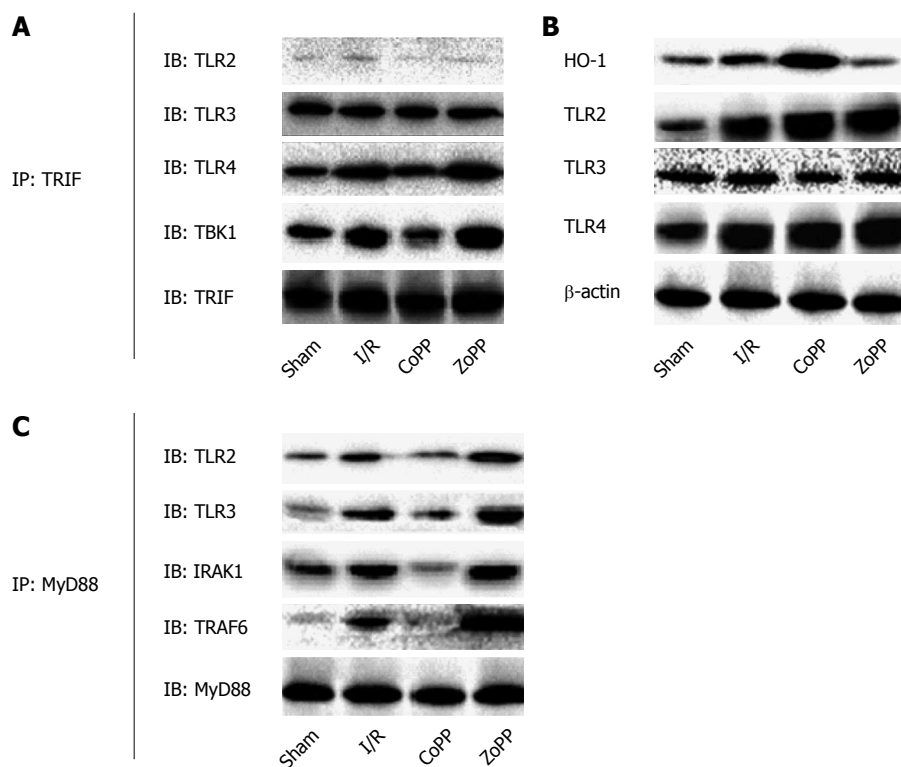 A
IP: TRIF
IB: TLR2
IB: TLR3
IB: TLR4
IB: TBK1
IB: TRIF
Sham I/R CoPP ZoPP
B
HO-1
TLR2
TLR3
TLR4
β-actin
Sham I/R CoPP ZoPP
C
IP: MyD88
IB: TLR2
IB: TLR3
IB: IRAK1
IB: TRAF6
IB: MyD88
Sham I/R CoPP ZoPP